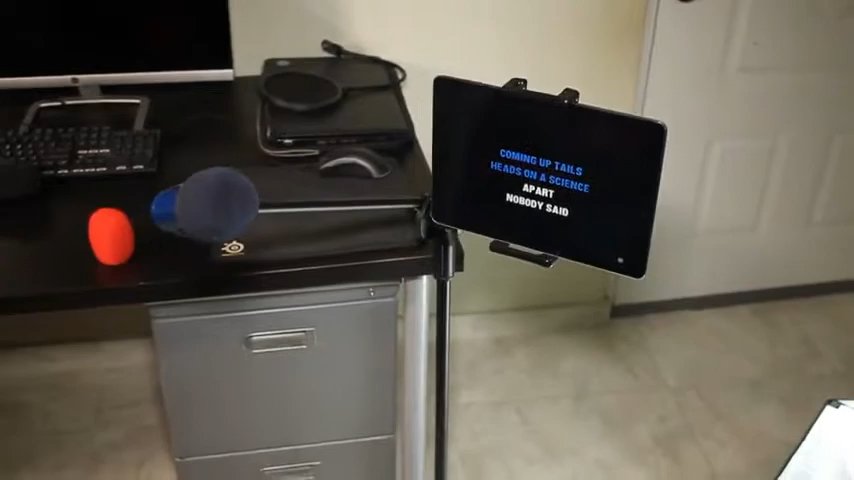 COMING UP TAILS
HEADS ON A SCIENCE
APART
NOBODY SAID